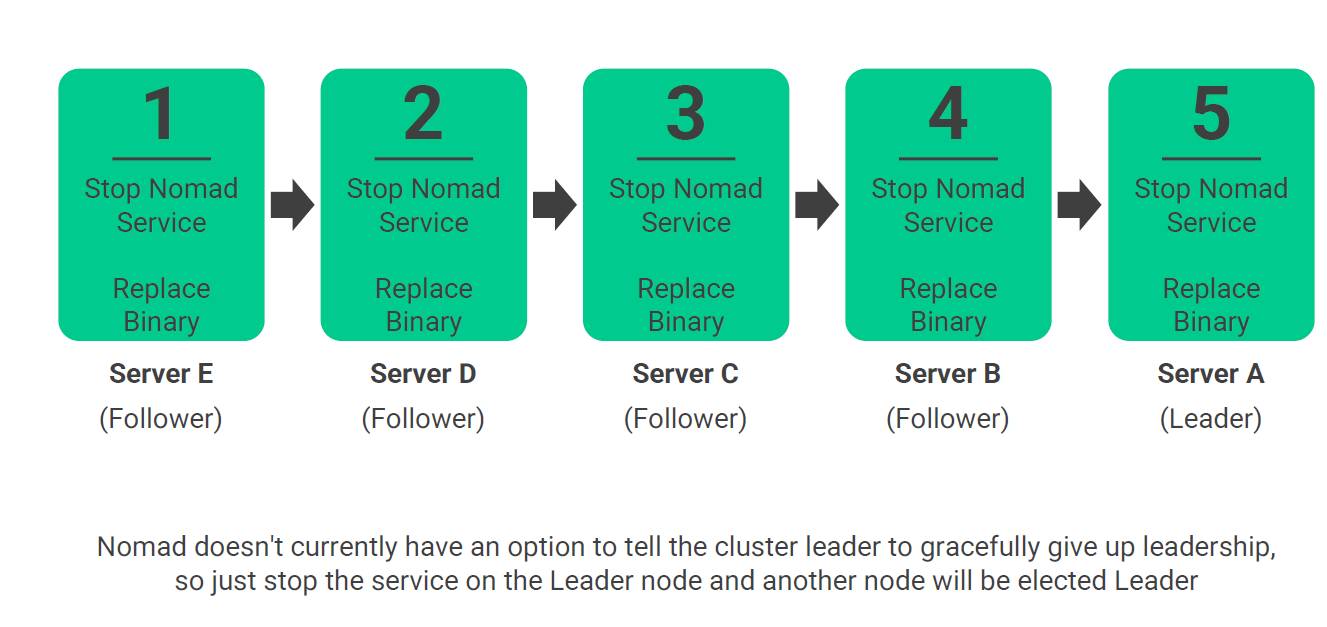 1
Stop Nomad
Service
Replace
Binary
Server E
(Follower)
2
Stop Nomad
Service
Replace
Binary
Server D
(Follower)
3
Stop Nomad
Service
Replace
Binary
Server C
(Follower)
4
Stop Nomad
Service
Replace
Binary
Server B
(Follower)
5
Stop Nomad
Service
Replace
Binary
Server A
(Leader)
Nomad doesn't currently have an option to tell the cluster leader to gracefully give up leadership,
so just stop the service on the Leader node and another node will be elected Leader